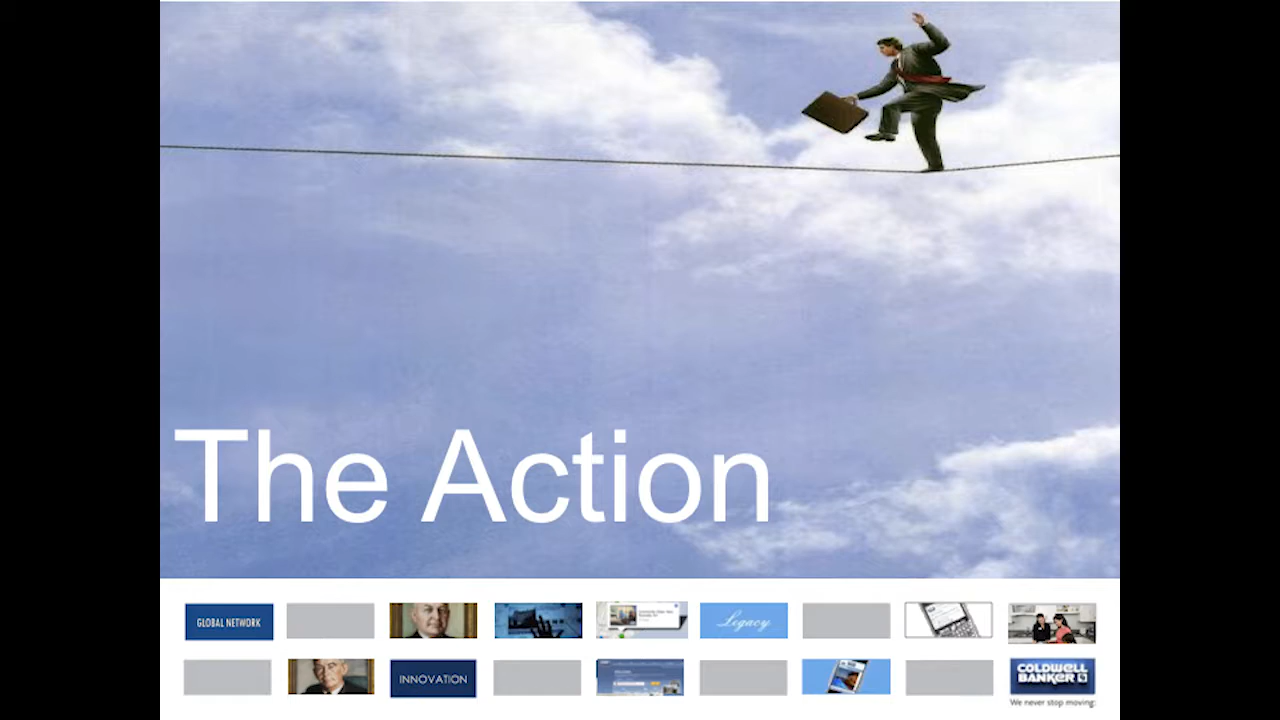 The Action
GLOBAL NETWORK
Legacy
INNOVATION
COLDWELL
BANKER
We never stop moving.